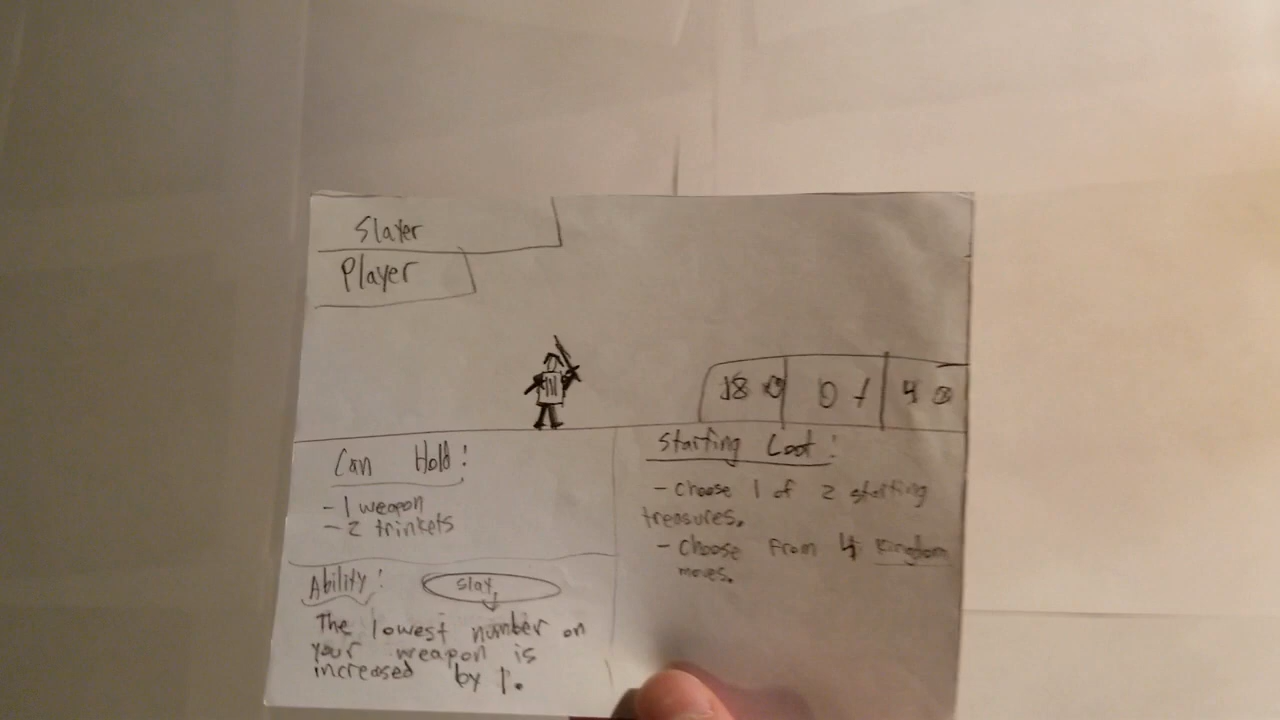 Slayer
Player
18 0 1 4
Can Hold:
- 1 weapon
- 2 trinkets
Ability:
Slay
The lowest number on
your weapon is
increased by 1.
Starting Loot:
- Choose 1 of 2 starting
treasures.
- Choose from 4 Kingdom
moves.